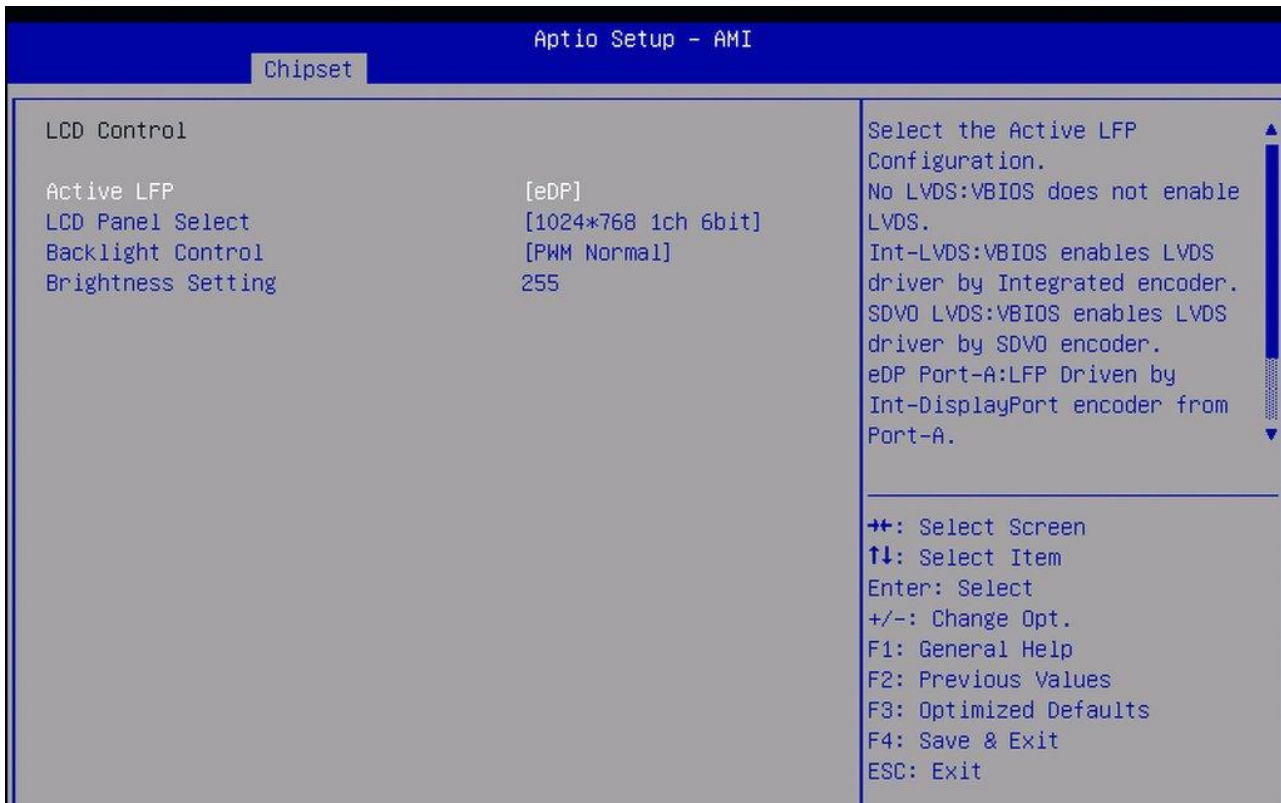 Aptio Setup – AMI
Chipset
LCD Control
Active LFP [eDP]
LCD Panel Select [1024*768 1ch 6bit]
Backlight Control [PWM Normal]
Brightness Setting 255
Select the Active LFP
Configuration.
No LVDS:VBIOS does not enable
LVDS.
Int-LVDS:VBIOS enables LVDS
driver by Integrated encoder.
SDVO LVDS:VBIOS enables LVDS
driver by SDVO encoder.
eDP Port-A:LFP Driven by
Int-DisplayPort encoder from
Port-A.
→←: Select Screen
↑↓: Select Item
Enter: Select
+/-: Change Opt.
F1: General Help
F2: Previous Values
F3: Optimized Defaults
F4: Save & Exit
ESC: Exit